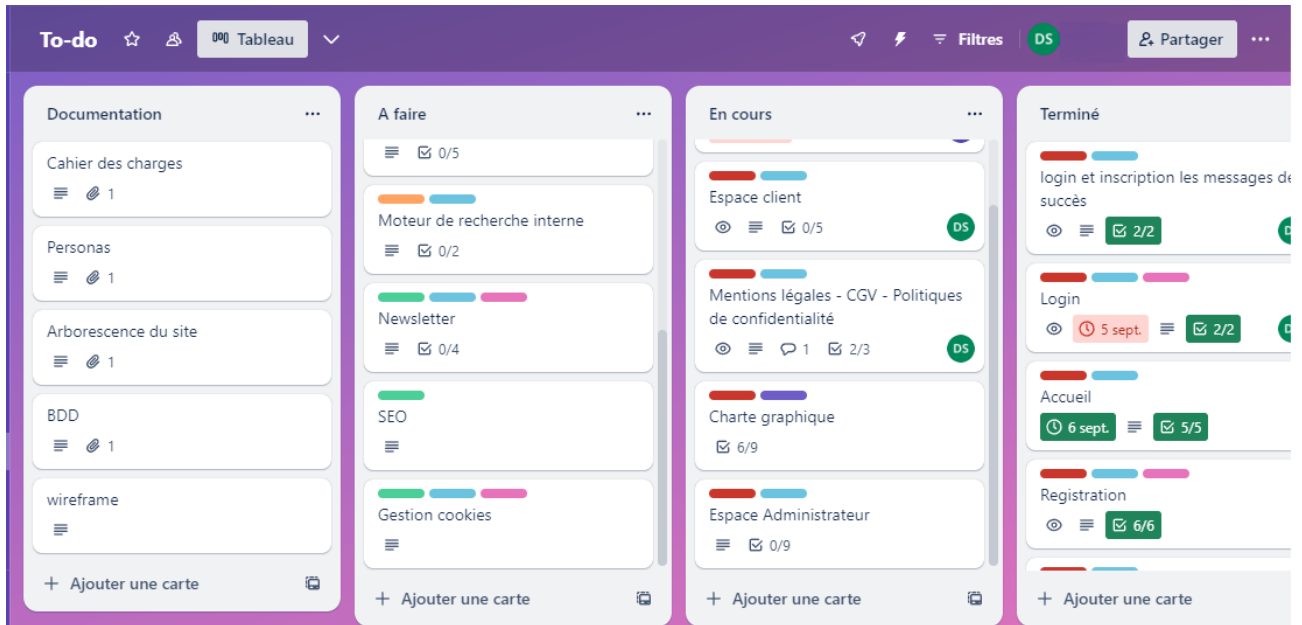 To-do
Tableau
Filtres
DS
Partager
Documentation
Cahier des charges
1
Personas
1
Arborescence du site
1
BDD
1
wireframe
Ajouter une carte
A faire
0/5
Moteur de recherche interne
0/2
Newsletter
0/4
SEO
Gestion cookies
Ajouter une carte
En cours
Espace client
0/5
DS
Mentions légales - CGV - Politiques
de confidentialité
1
2/3
DS
Charte graphique
6/9
Espace Administrateur
0/9
Ajouter une carte
Terminé
login et inscription les messages de
succès
2/2
Login
5 sept.
2/2
Accueil
6 sept.
5/5
Registration
6/6
Ajouter une carte